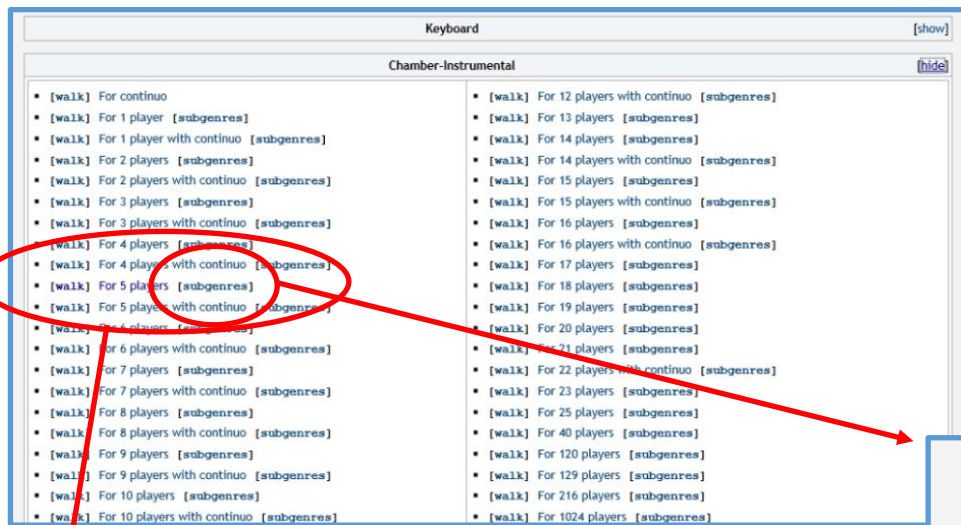 Keyboard [show]
Chamber-Instrumental [hide]
▪ [walk] For continuo
▪ [walk] For 1 player [subgenres]
▪ [walk] For 1 player with continuo [subgenres]
▪ [walk] For 2 players [subgenres]
▪ [walk] For 2 players with continuo [subgenres]
▪ [walk] For 3 players [subgenres]
▪ [walk] For 3 players with continuo [subgenres]
▪ [walk] For 4 players [subgenres]
▪ [walk] For 4 players with continuo [subgenres]
▪ [walk] For 5 players [subgenres]
▪ [walk] For 5 players with continuo [subgenres]
▪ [walk] For 6 players [subgenres]
▪ [walk] For 6 players with continuo [subgenres]
▪ [walk] For 7 players [subgenres]
▪ [walk] For 7 players with continuo [subgenres]
▪ [walk] For 8 players [subgenres]
▪ [walk] For 8 players with continuo [subgenres]
▪ [walk] For 9 players [subgenres]
▪ [walk] For 9 players with continuo [subgenres]
▪ [walk] For 10 players [subgenres]
▪ [walk] For 10 players with continuo [subgenres]
▪ [walk] For 12 players with continuo [subgenres]
▪ [walk] For 13 players [subgenres]
▪ [walk] For 14 players [subgenres]
▪ [walk] For 14 players with continuo [subgenres]
▪ [walk] For 15 players [subgenres]
▪ [walk] For 15 players with continuo [subgenres]
▪ [walk] For 16 players [subgenres]
▪ [walk] For 16 players with continuo [subgenres]
▪ [walk] For 17 players [subgenres]
▪ [walk] For 18 players [subgenres]
▪ [walk] For 19 players [subgenres]
▪ [walk] For 20 players [subgenres]
▪ [walk] For 21 players [subgenres]
▪ [walk] For 22 players with continuo [subgenres]
▪ [walk] For 23 players [subgenres]
▪ [walk] For 25 players [subgenres]
▪ [walk] For 40 players [subgenres]
▪ [walk] For 120 players [subgenres]
▪ [walk] For 129 players [subgenres]
▪ [walk] For 216 players [subgenres]
▪ [walk] For 1024 players [subgenres]